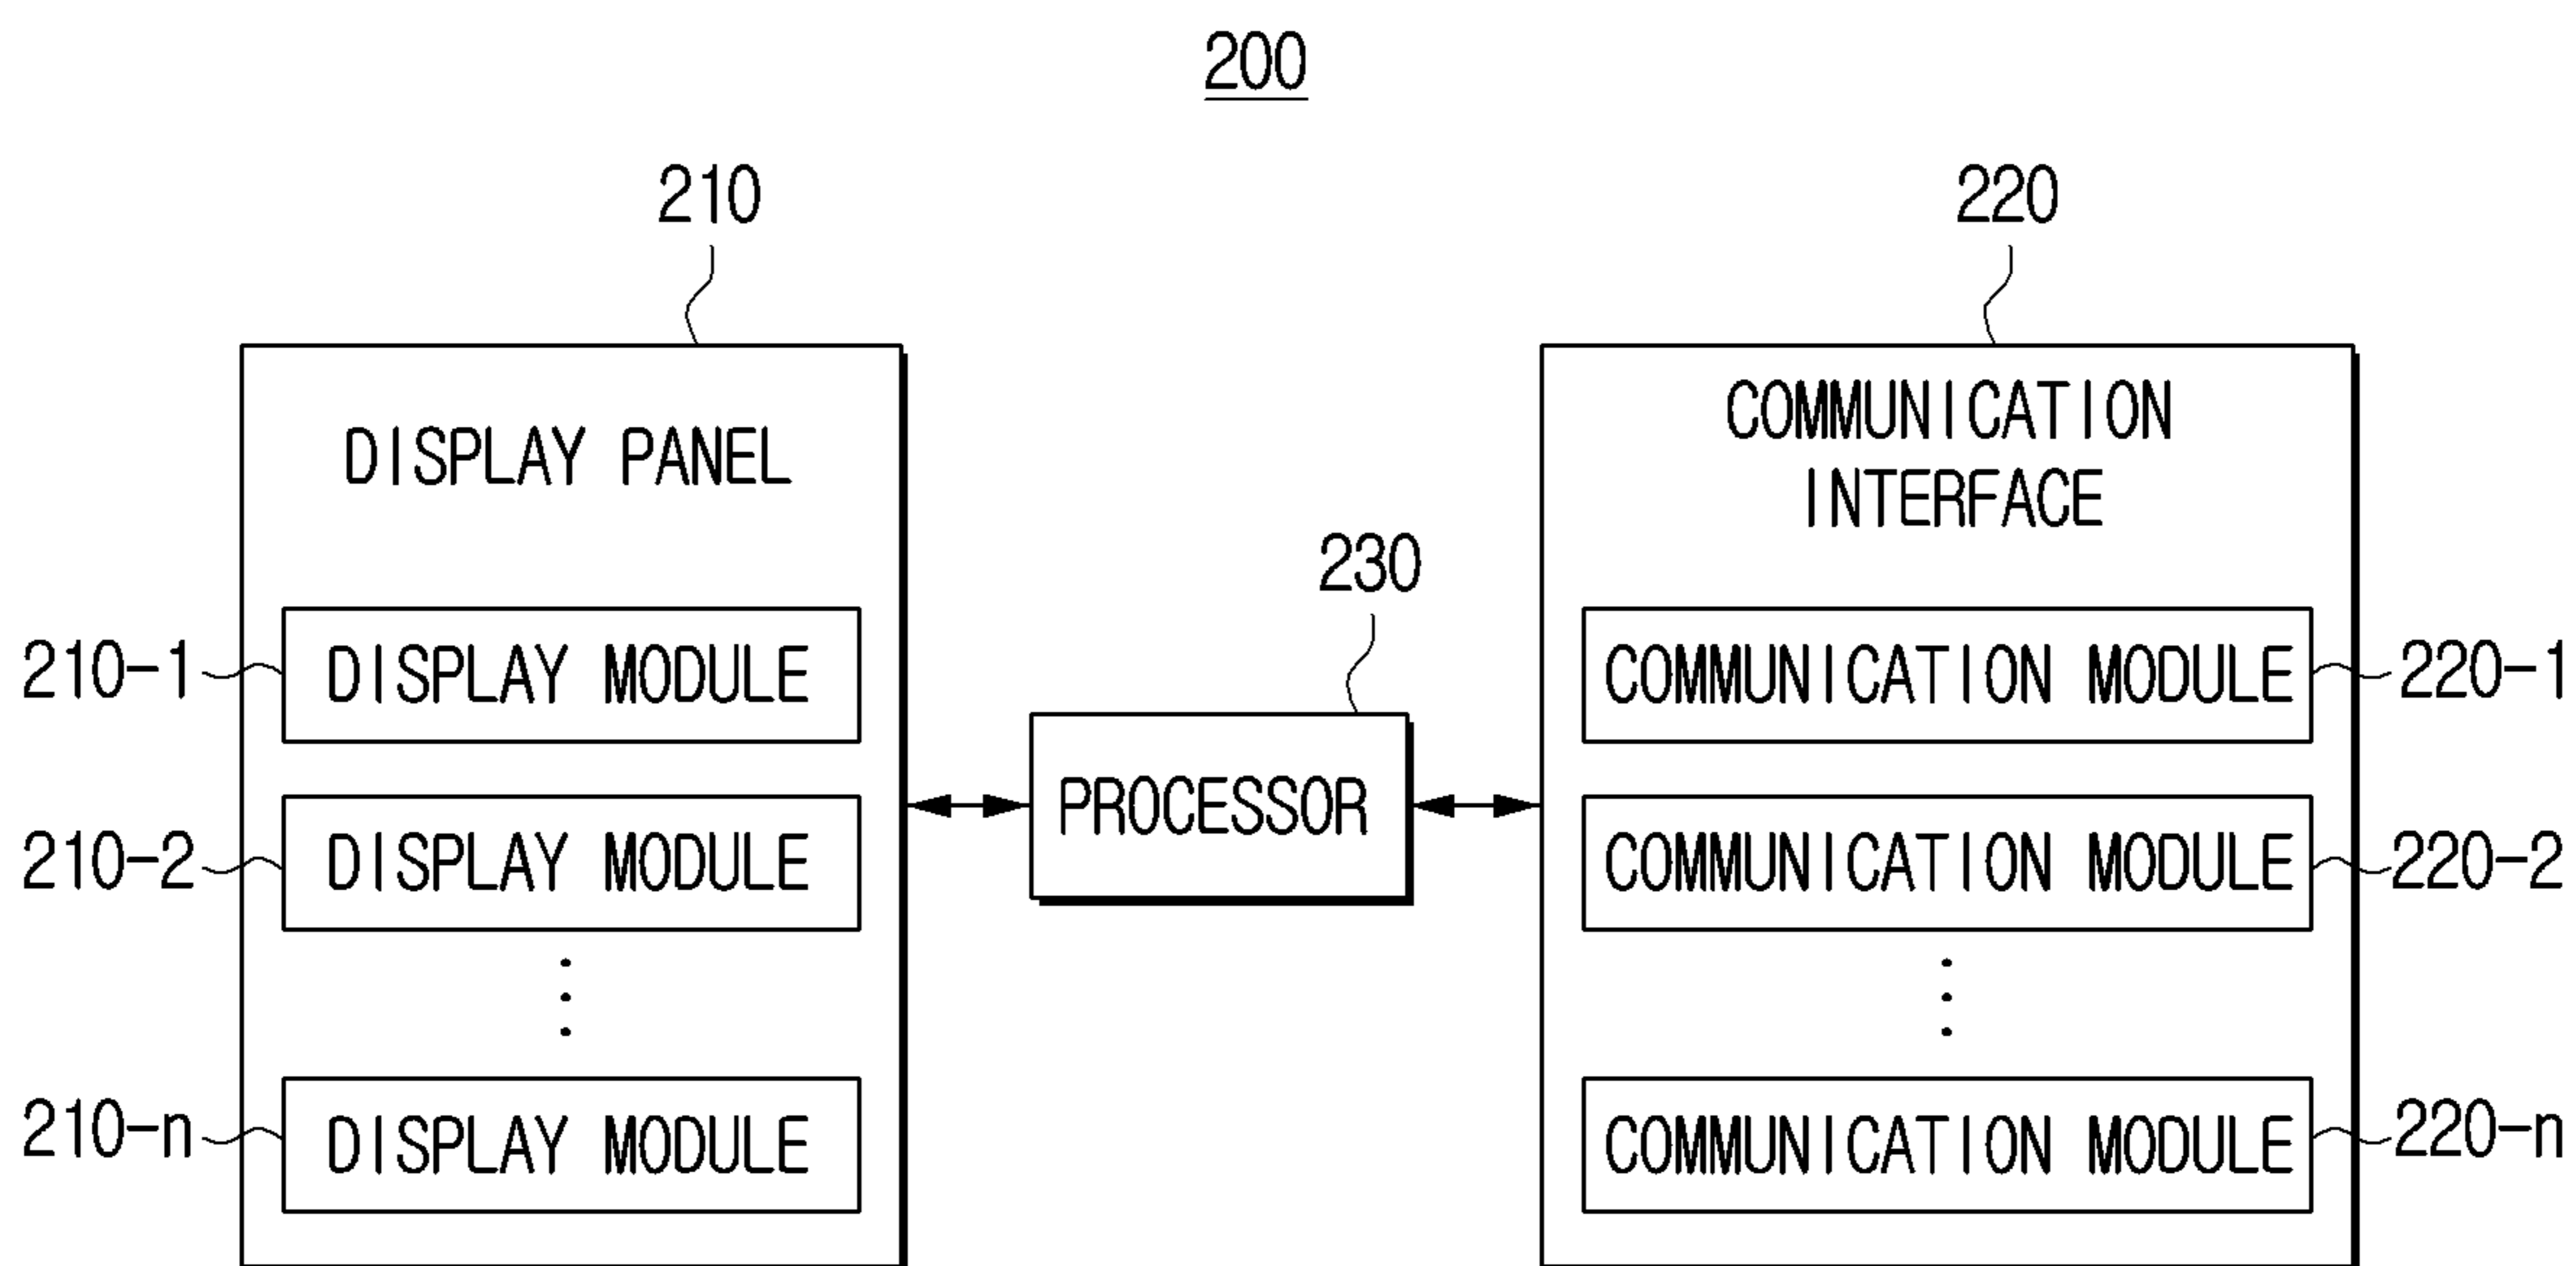 200
210
220
DISPLAY PANEL
COMMUNICATION
INTERFACE
230
210-1
DISPLAY MODULE
COMMUNICATION MODULE
220-1
PROCESSOR
210-2
DISPLAY MODULE
COMMUNICATION MODULE
220-2
210-n
DISPLAY MODULE
COMMUNICATION MODULE
220-n